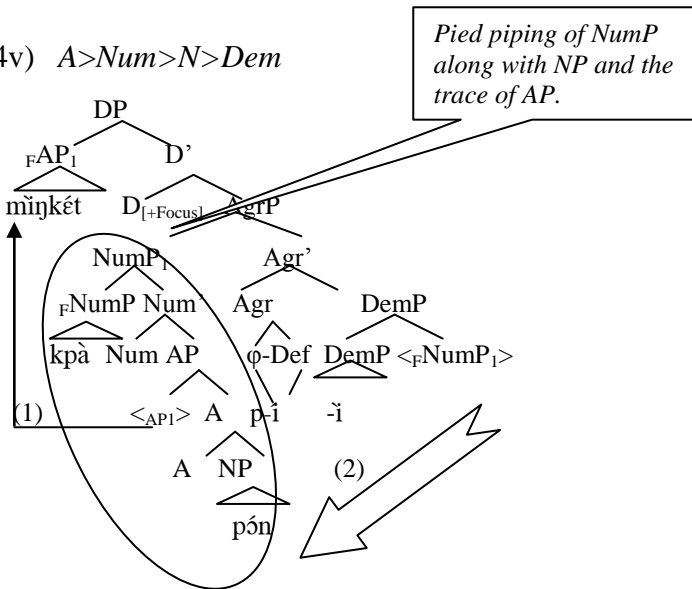 4v) A>Num>N>Dem
Pied piping of NumP
along with NP and the
trace of AP.
DP
FAP1 D’
mìŋkɛ́t D[+Focus] AgrP
NumP1 Agr’
FNumP Num’ Agr DemP
kpà Num AP φ-Def DemP <FNumP1>
(1) <AP1> A p-í -ì
A NP (2)
pɔ́n